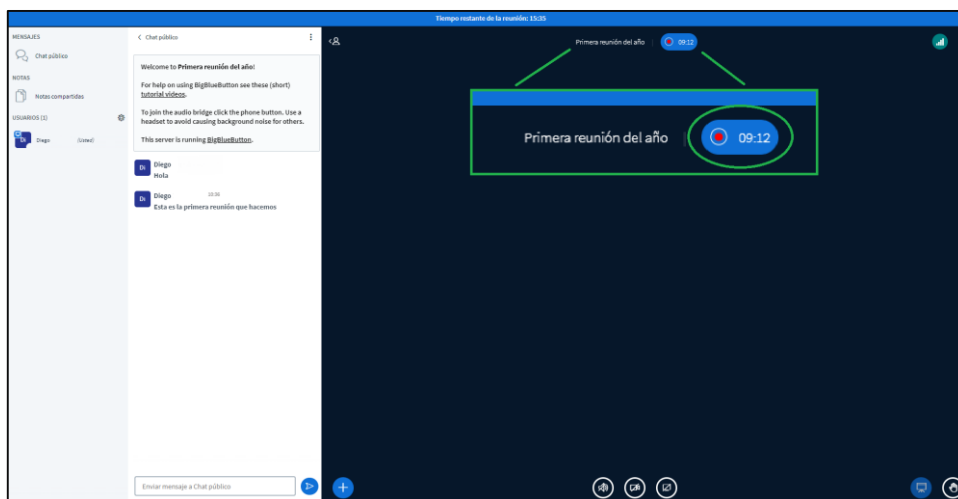 Tiempo restante de la reunión: 15:35
MENSAJES
Chat público
NOTAS
Notas compartidas
USUARIOS (1)
Di
Diego (Usted)
Chat público
Welcome to Primera reunión del año!
For help on using BigBlueButton see these (short)
tutorial videos.
To join the audio bridge click the phone button. Use a
headset to avoid causing background noise for others.
This server is running BigBlueButton.
Di
Diego
Hola
Di
Diego
Esta es la primera reunión que hacemos
Enviar mensaje a Chat público
Primera reunión del año | 09:12
Primera reunión del año | 09:12